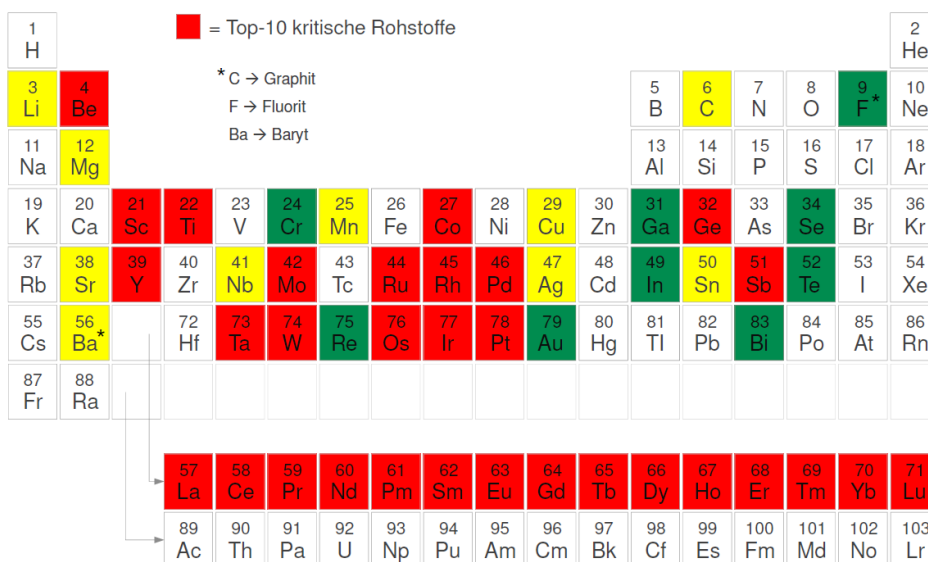 1 2
H = Top-10 kritische Rohstoffe He
3 4 * C → Graphit 5 6 7 8 9 10
Li Be F → Fluorit B C N O F* Ne
11 12 Ba → Baryt 13 14 15 16 17 18
Na Mg Al Si P S Cl Ar
19 20 21 22 23 24 25 26 27 28 29 30 31 32 33 34 35 36
K Ca Sc Ti V Cr Mn Fe Co Ni Cu Zn Ga Ge As Se Br Kr
37 38 39 40 41 42 43 44 45 46 47 48 49 50 51 52 53 54
Rb Sr Y Zr Nb Mo Tc Ru Rh Pd Ag Cd In Sn Sb Te I Xe
55 56 72 73 74 75 76 77 78 79 80 81 82 83 84 85 86
Cs Ba* Hf Ta W Re Os Ir Pt Au Hg Tl Pb Bi Po At Rn
87 88
Fr Ra
57 58 59 60 61 62 63 64 65 66 67 68 69 70 71
La Ce Pr Nd Pm Sm Eu Gd Tb Dy Ho Er Tm Yb Lu
89 90 91 92 93 94 95 96 97 98 99 100 101 102 103
Ac Th Pa U Np Pu Am Cm Bk Cf Es Fm Md No Lr